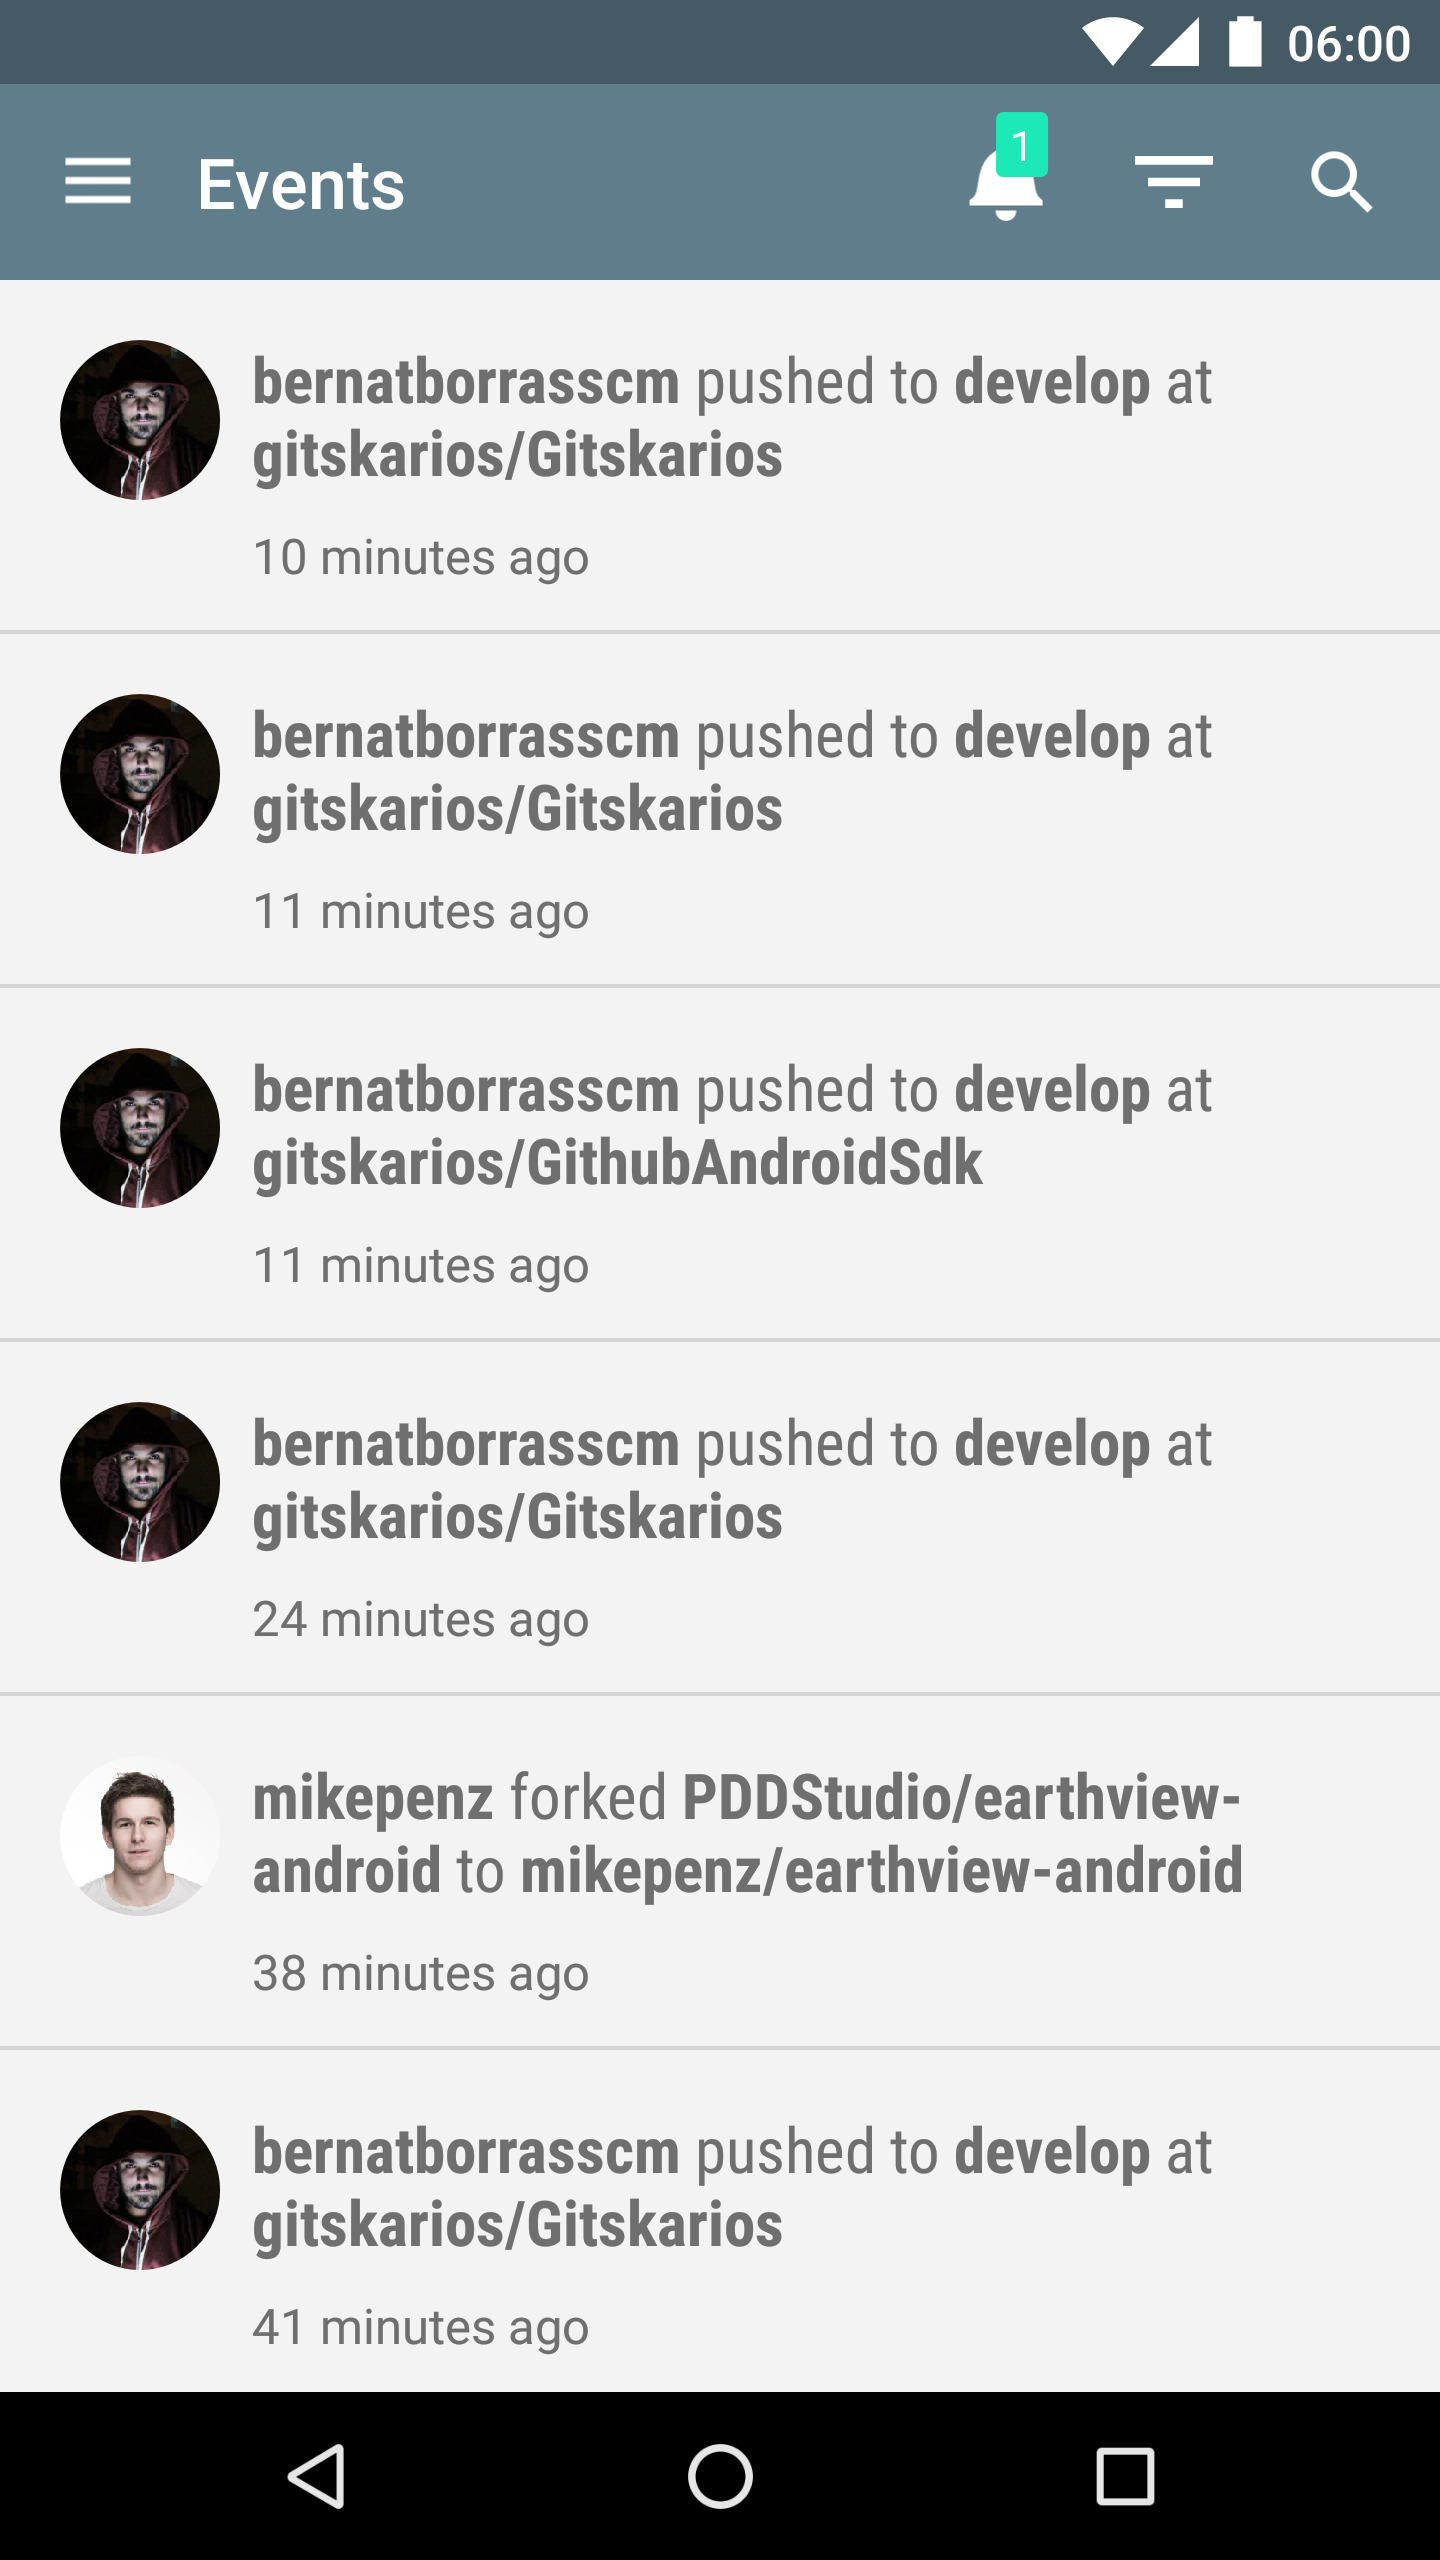 06:00
Events
1
bernatborrasscm pushed to develop at
gitskarios/Gitskarios
10 minutes ago
bernatborrasscm pushed to develop at
gitskarios/Gitskarios
11 minutes ago
bernatborrasscm pushed to develop at
gitskarios/GithubAndroidSdk
11 minutes ago
bernatborrasscm pushed to develop at
gitskarios/Gitskarios
24 minutes ago
mikepenz forked PDDStudio/earthview-
android to mikepenz/earthview-android
38 minutes ago
bernatborrasscm pushed to develop at
gitskarios/Gitskarios
41 minutes ago